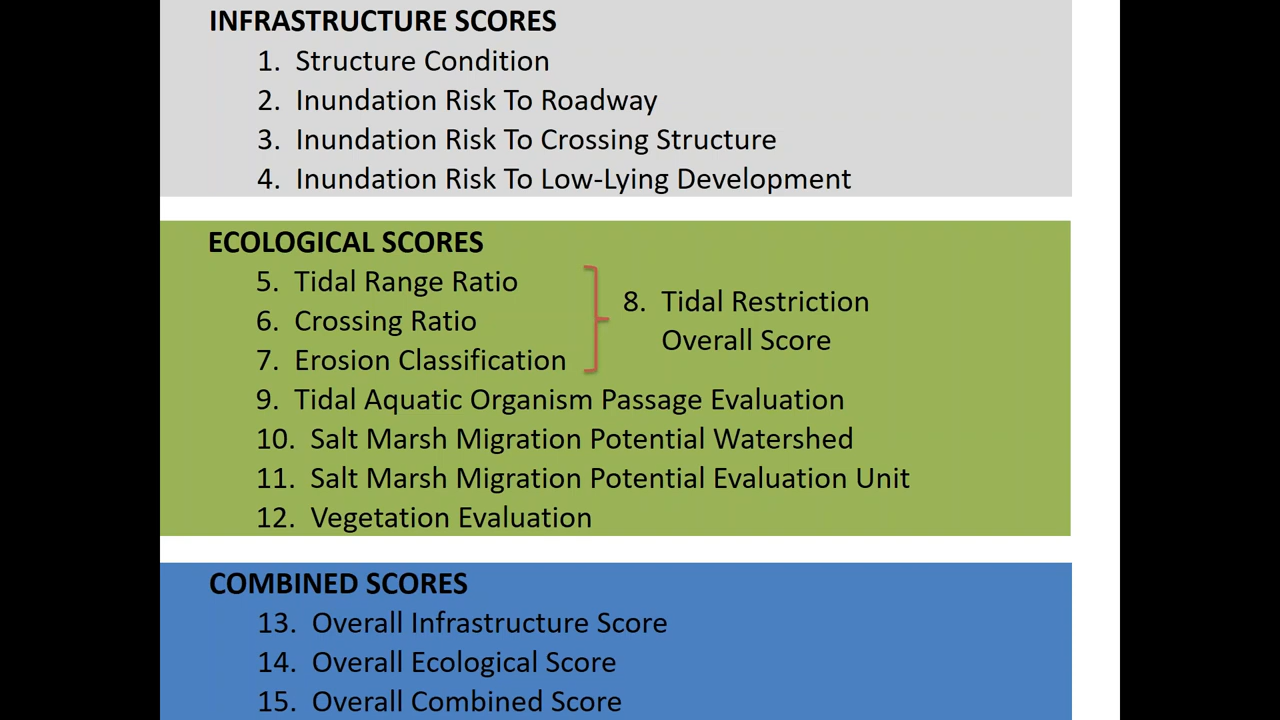 INFRASTRUCTURE SCORES
1. Structure Condition
2. Inundation Risk To Roadway
3. Inundation Risk To Crossing Structure
4. Inundation Risk To Low-Lying Development
ECOLOGICAL SCORES
5. Tidal Range Ratio
6. Crossing Ratio
7. Erosion Classification
8. Tidal Restriction
Overall Score
9. Tidal Aquatic Organism Passage Evaluation
10. Salt Marsh Migration Potential Watershed
11. Salt Marsh Migration Potential Evaluation Unit
12. Vegetation Evaluation
COMBINED SCORES
13. Overall Infrastructure Score
14. Overall Ecological Score
15. Overall Combined Score